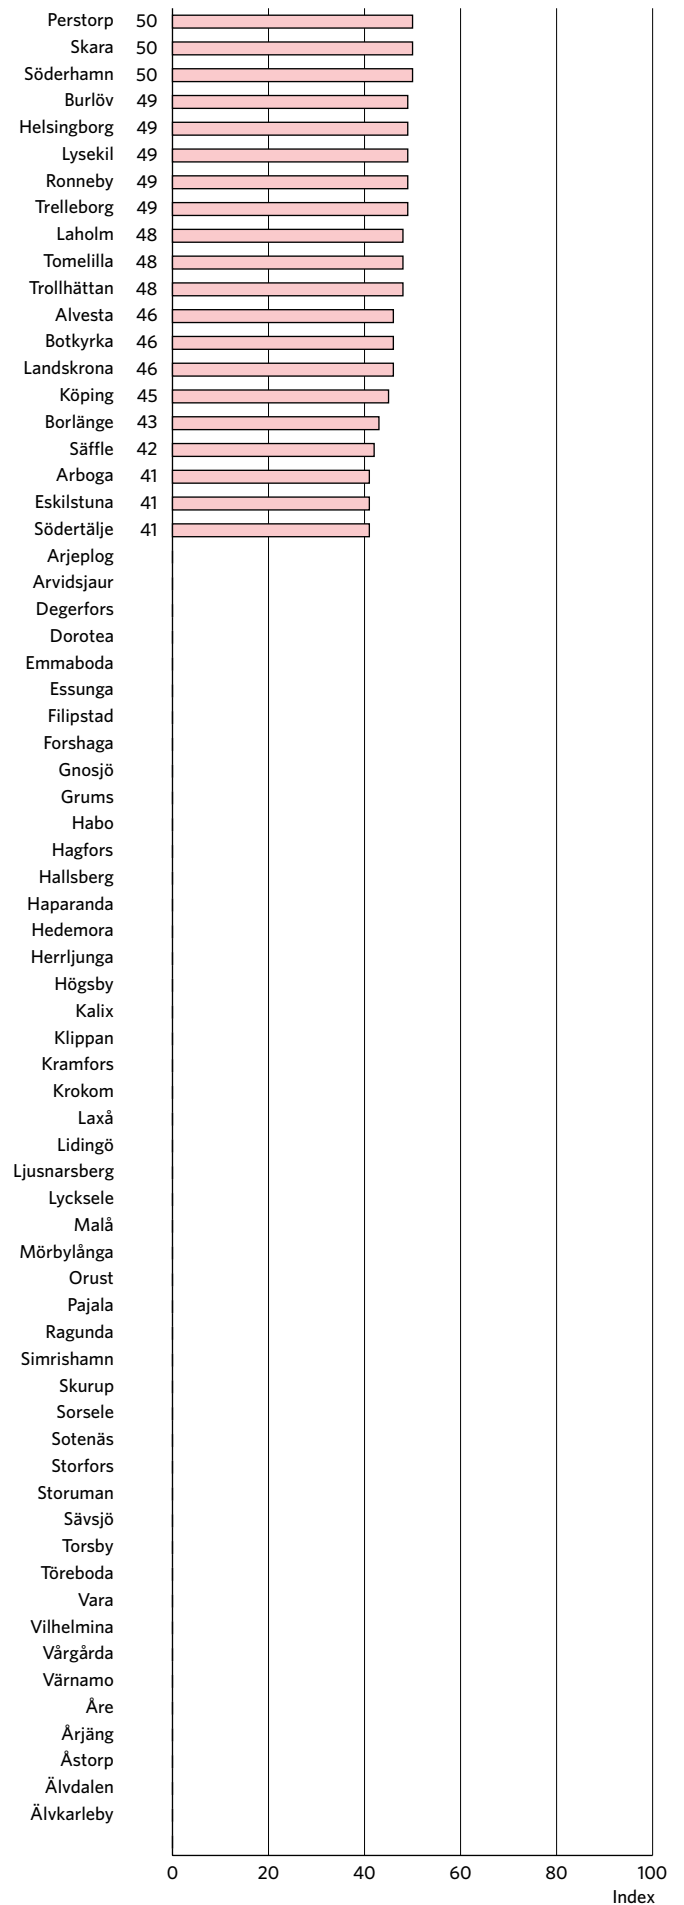 Perstorp 50
Skara 50
Söderhamn 50
Burlöv 49
Helsingborg 49
Lysekil 49
Ronneby 49
Trelleborg 49
Laholm 48
Tomelilla 48
Trollhättan 48
Alvesta 46
Botkyrka 46
Landskrona 46
Köping 45
Borlänge 43
Säffle 42
Arboga 41
Eskilstuna 41
Södertälje 41
Arjeplog
Arvidsjaur
Degerfors
Dorotea
Emmaboda
Essunga
Filipstad
Forshaga
Gnosjö
Grums
Habo
Hagfors
Hallsberg
Haparanda
Hedemora
Herrljunga
Högsby
Kalix
Klippan
Kramfors
Krokom
Laxå
Lidingö
Ljusnarsberg
Lycksele
Malå
Mörbylånga
Orust
Pajala
Ragunda
Simrishamn
Skurup
Sorsele
Sotenäs
Storfors
Storuman
Sävsjö
Torsby
Töreboda
Vara
Vilhelmina
Vårgårda
Värnamo
Åre
Årjäng
Åstorp
Älvdalen
Älvkarleby
0 20 40 60 80 100
Index